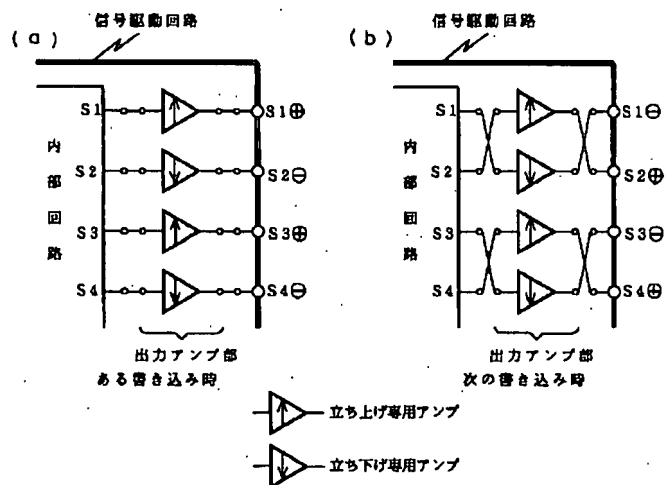 (a)
信号駆動回路
S1
S2
S3
S4
内部回路
S1⊕
S2⊖
S3⊕
S4⊖
出力アンプ部
ある書き込み時
(b)
信号駆動回路
S1
S2
S3
S4
内部回路
S1⊖
S2⊕
S3⊖
S4⊕
出力アンプ部
次の書き込み時
立ち上げ専用アンプ
立ち下げ専用アンプ